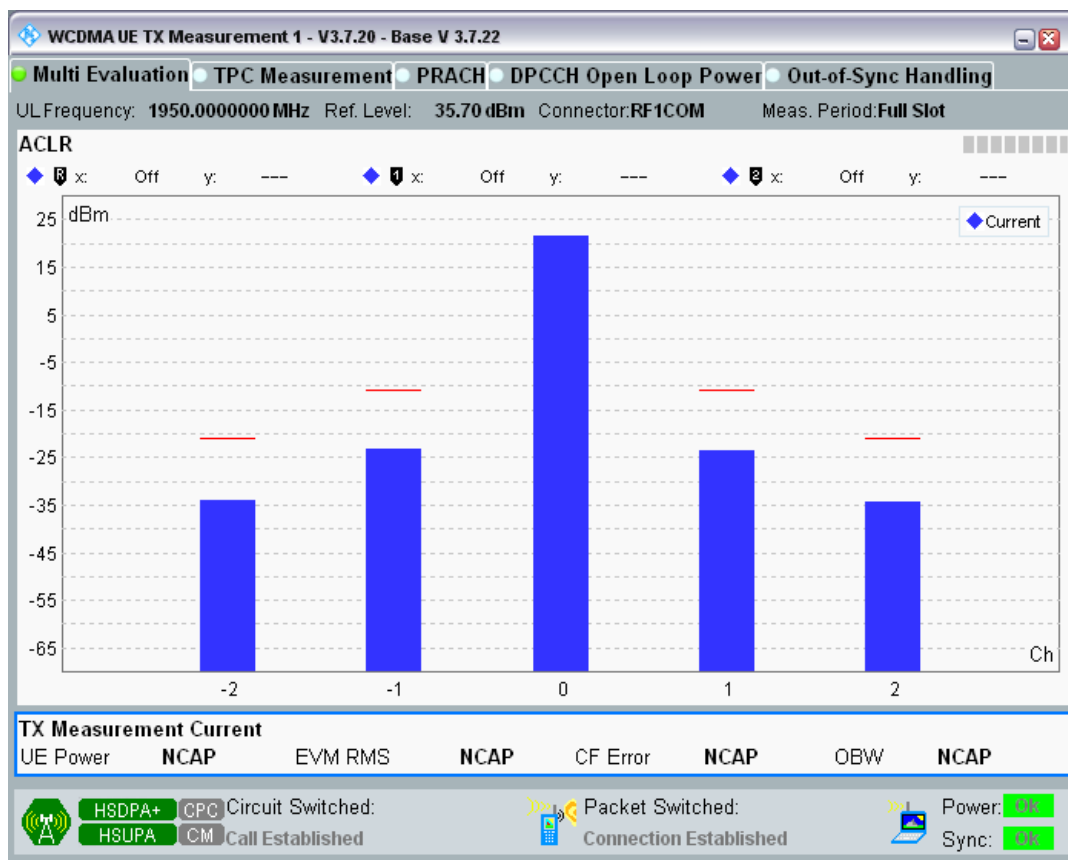 WCDMA UE TX Measurement 1 - V3.7.20 - Base V 3.7.22
Multi Evaluation TPC Measurement PRACH DPCCH Open Loop Power Out-of-Sync Handling
UL Frequency: 1950.0000000 MHz Ref. Level: 35.70 dBm Connector: RF1COM Meas. Period: Full Slot
ACLR
R x: Off y: --- 1 x: Off y: --- 2 x: Off y: ---
dBm
Current
25
15
5
-5
-15
-25
-35
-45
-55
-65
Ch
-2 -1 0 1 2
TX Measurement Current
UE Power NCAP EVM RMS NCAP CF Error NCAP OBW NCAP
HSDPA+ CPC Circuit Switched: Packet Switched: Power: OK
HSUPA CM Call Established Connection Established Sync: OK